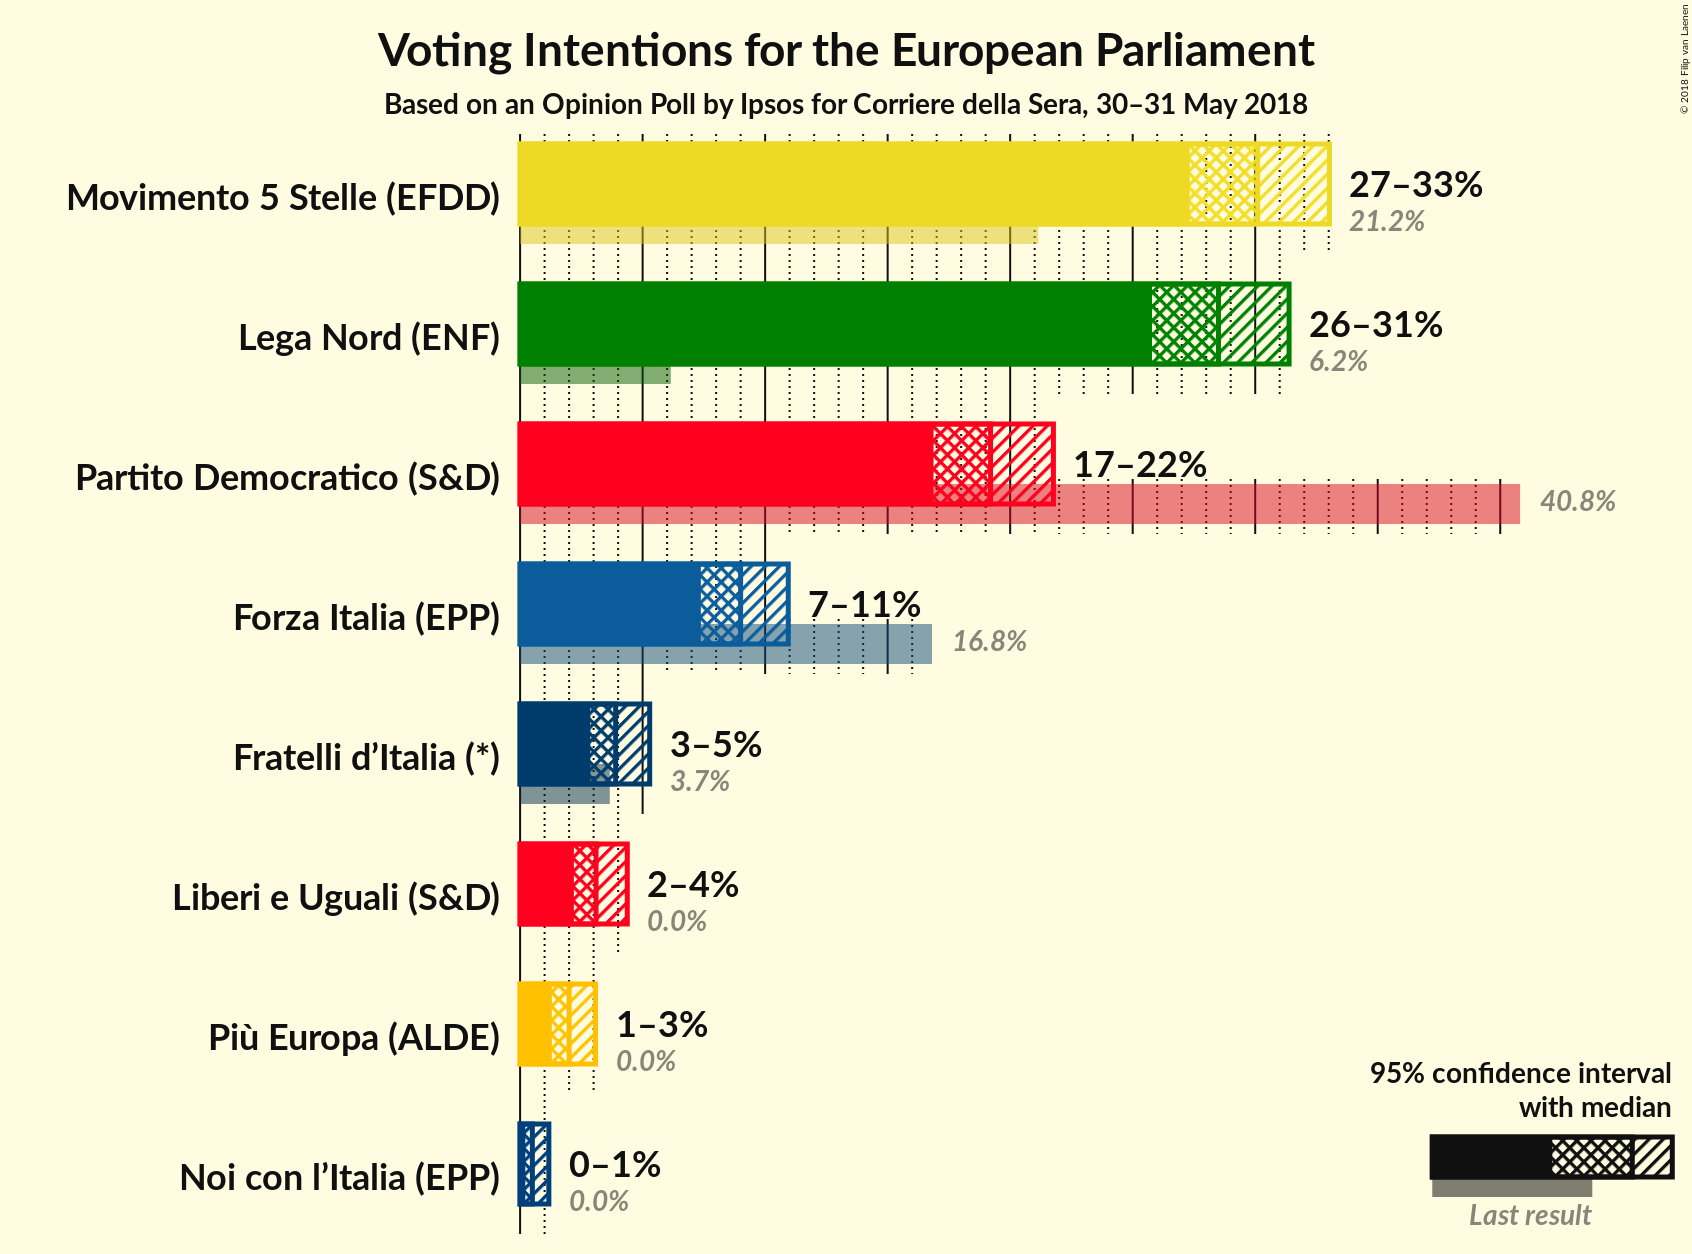 Voting Intentions for the European Parliament
Based on an Opinion Poll by Ipsos for Corriere della Sera, 30–31 May 2018
© 2018 Filip van Laenen
Movimento 5 Stelle (EFDD)
27–33%
21.2%
Lega Nord (ENF)
26–31%
6.2%
Partito Democratico (S&D)
17–22%
40.8%
Forza Italia (EPP)
7–11%
16.8%
Fratelli d’Italia (*)
3–5%
3.7%
Liberi e Uguali (S&D)
2–4%
0.0%
Più Europa (ALDE)
1–3%
0.0%
Noi con l’Italia (EPP)
0–1%
0.0%
95% confidence interval
with median
Last result